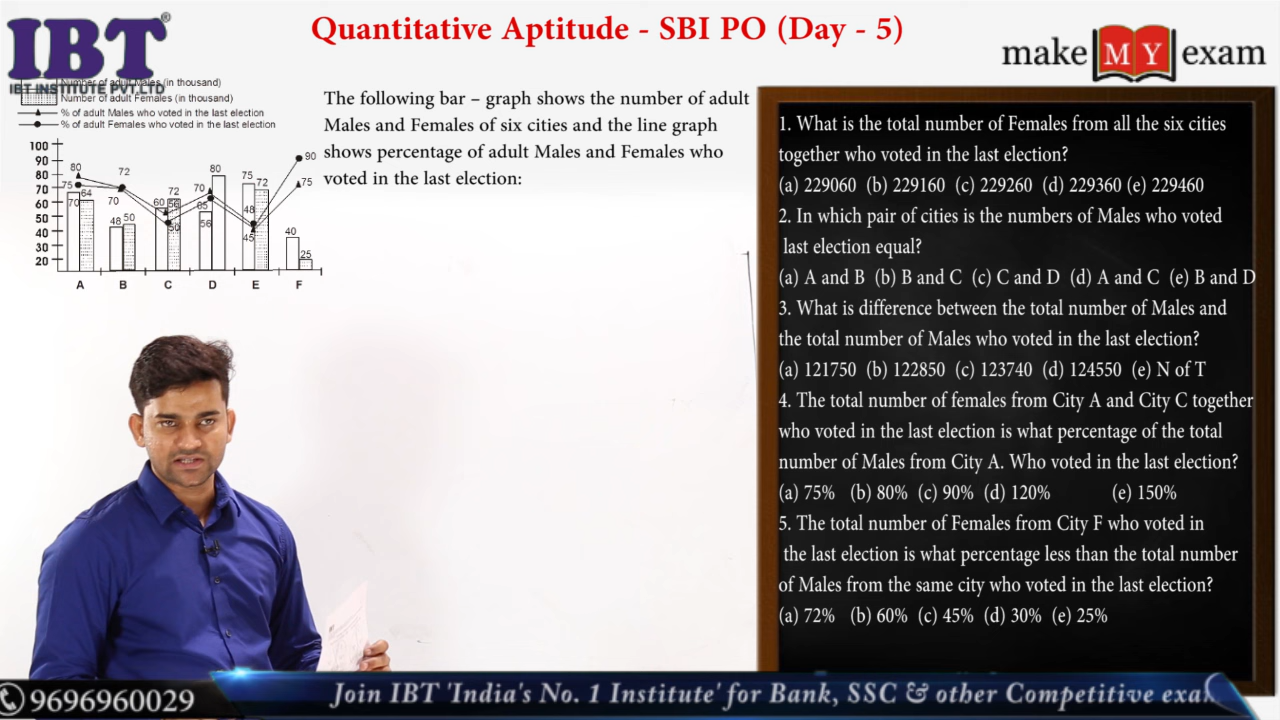 IBT®
IBT INSTITUTE PVT.LTD
Quantitative Aptitude - SBI PO (Day - 5)
make MY exam
Number of adult Males (in thousand)
Number of adult Females (in thousand)
% of adult Males who voted in the last election
% of adult Females who voted in the last election
The following bar – graph shows the number of adult
Males and Females of six cities and the line graph
shows percentage of adult Males and Females who
voted in the last election:
100
90
80
70
60
50
40
30
20
80
75
70
64
72
70
48
50
72
60
56
50
80
70
65
56
75
72
48
45
90
75
40
25
A B C D E F
1. What is the total number of Females from all the six cities
together who voted in the last election?
(a) 229060 (b) 229160 (c) 229260 (d) 229360 (e) 229460
2. In which pair of cities is the numbers of Males who voted
last election equal?
(a) A and B (b) B and C (c) C and D (d) A and C (e) B and D
3. What is difference between the total number of Males and
the total number of Males who voted in the last election?
(a) 121750 (b) 122850 (c) 123740 (d) 124550 (e) N of T
4. The total number of females from City A and City C together
who voted in the last election is what percentage of the total
number of Males from City A. Who voted in the last election?
(a) 75% (b) 80% (c) 90% (d) 120% (e) 150%
5. The total number of Females from City F who voted in
the last election is what percentage less than the total number
of Males from the same city who voted in the last election?
(a) 72% (b) 60% (c) 45% (d) 30% (e) 25%
9696960029
Join IBT 'India's No. 1 Institute' for Bank, SSC & other Competitive